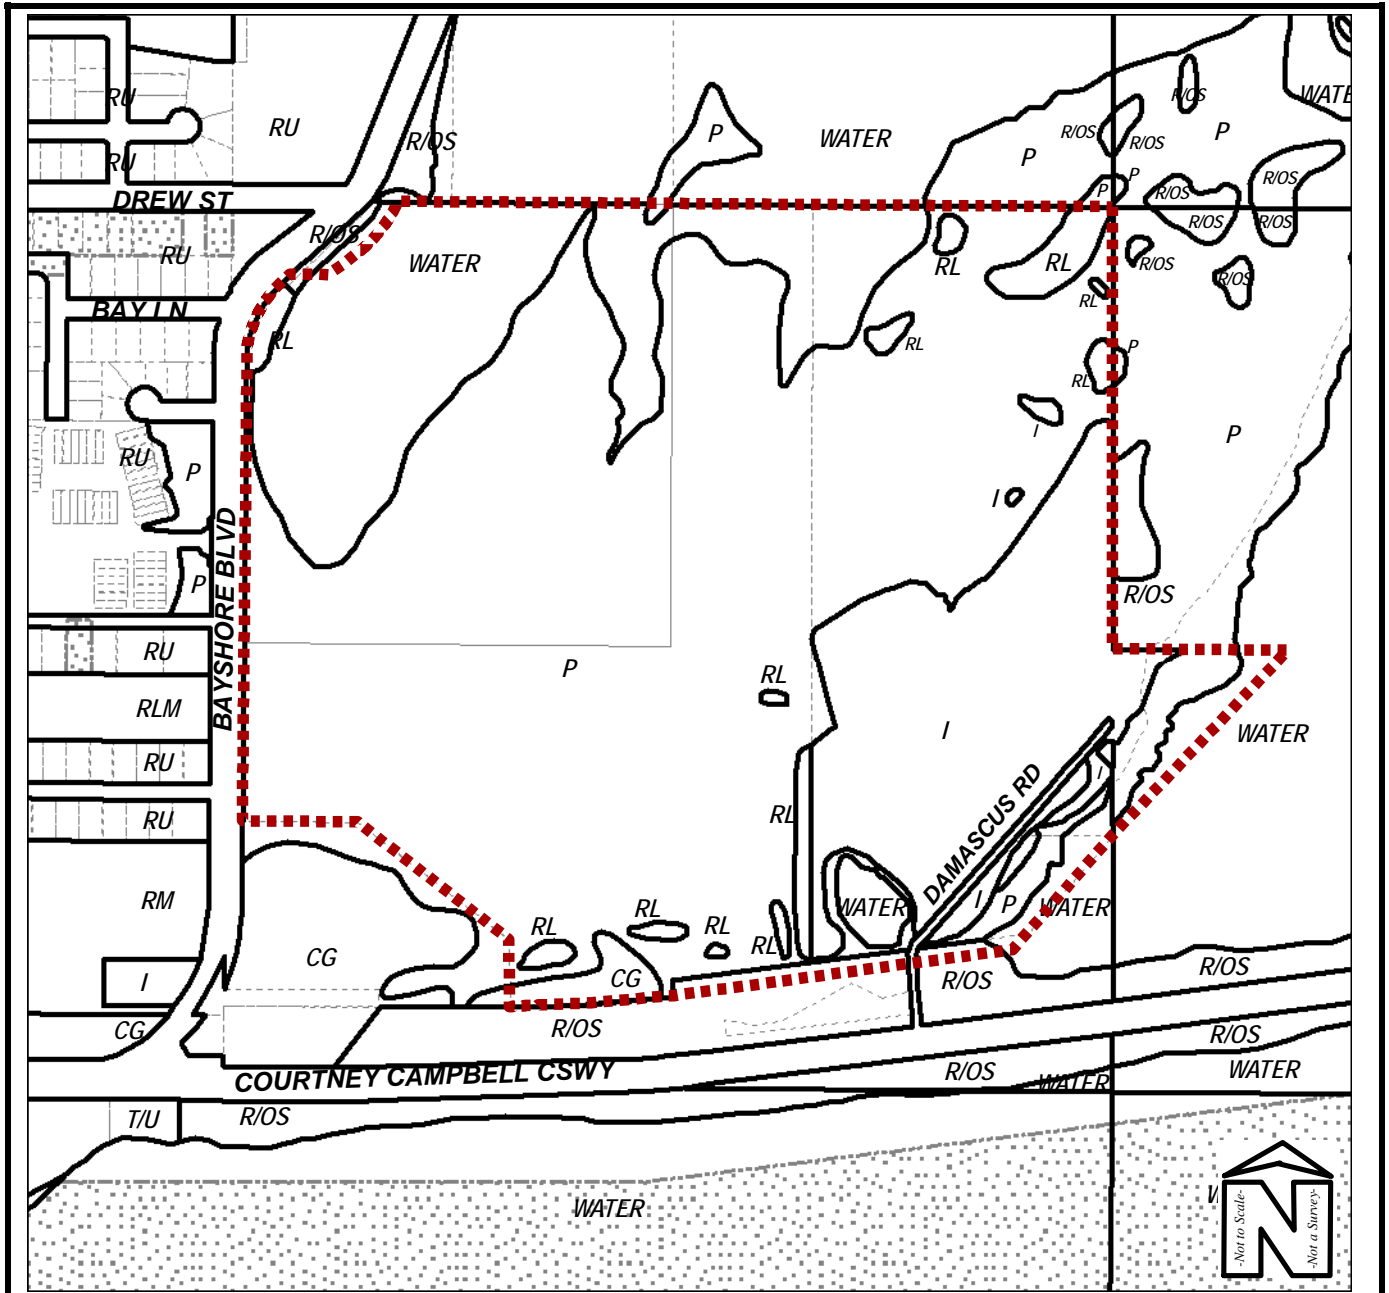 RU
RU
RU
R/OS
P
WATER
P
R/OS
R/OS
R/OS
P
R/OS
P
P
R/OS
R/OS
R/OS
DREW ST
RU
R/OS
WATER
RL
RL
R/OS
R/OS
RL
BAY LN
RL
RL
P
RL
I
P
RU
P
I
BAYSHORE BLVD
P
R/OS
RU
P
RL
RLM
I
WATER
RU
RL
I
RU
DAMASCUS RD
RM
WATER
I
P
WATER
RL
RL
RL
RL
CG
CG
R/OS
R/OS
I
CG
R/OS
R/OS
COURTNEY CAMPBELL CSWY
R/OS
WATER
WATER
T/U
R/OS
WATER
-Not to Scale-
N
-Not a Survey-